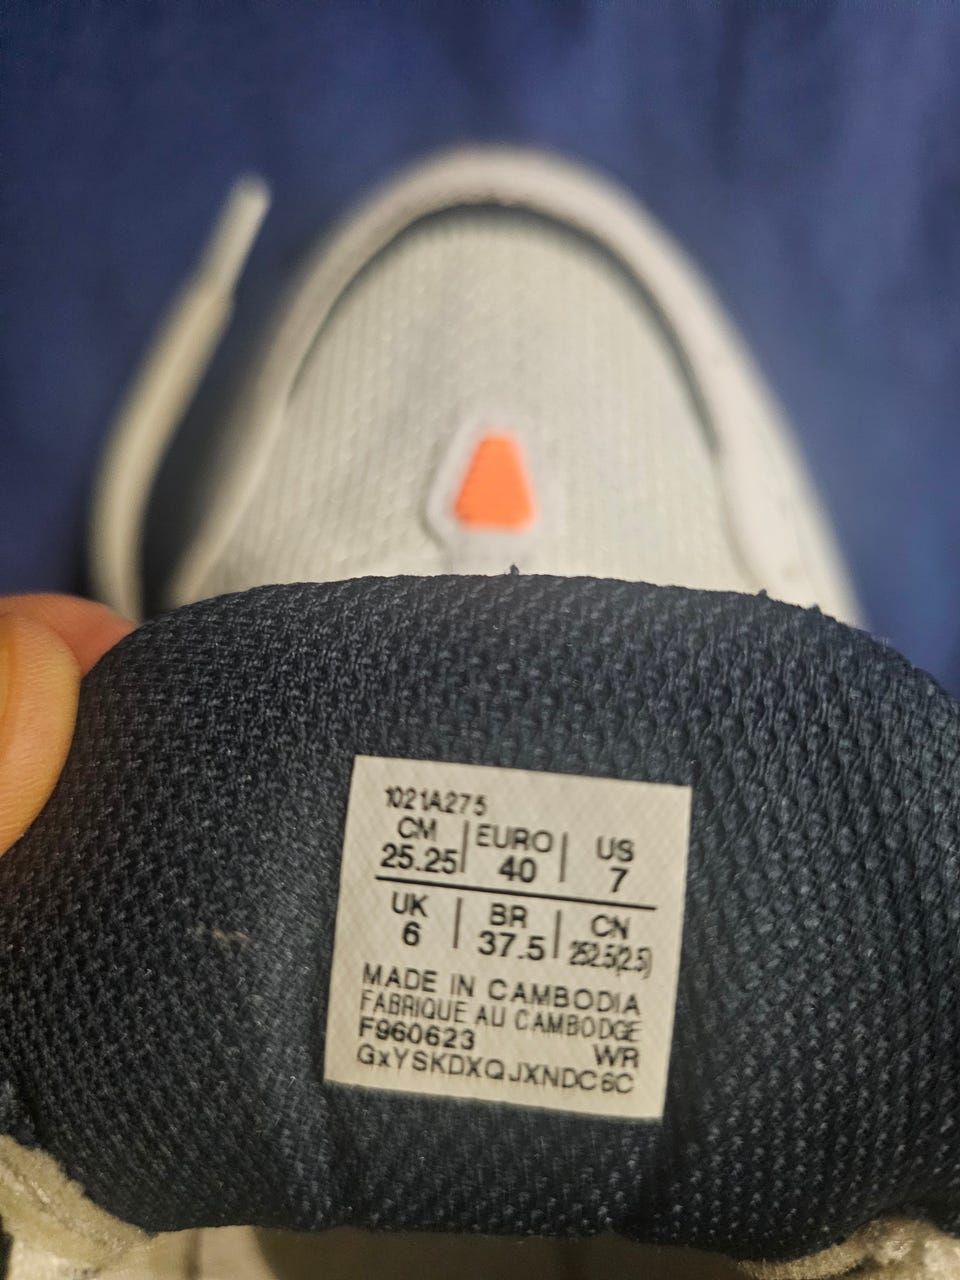 1021A275
CM | EURO | US
25.25 | 40 | 7
UK | BR | CN
6 | 37.5 | 252.5(2.5)
MADE IN CAMBODIA
FABRIQUE AU CAMBODGE
F960623 WR
GxYSKDXQJXNDC6C